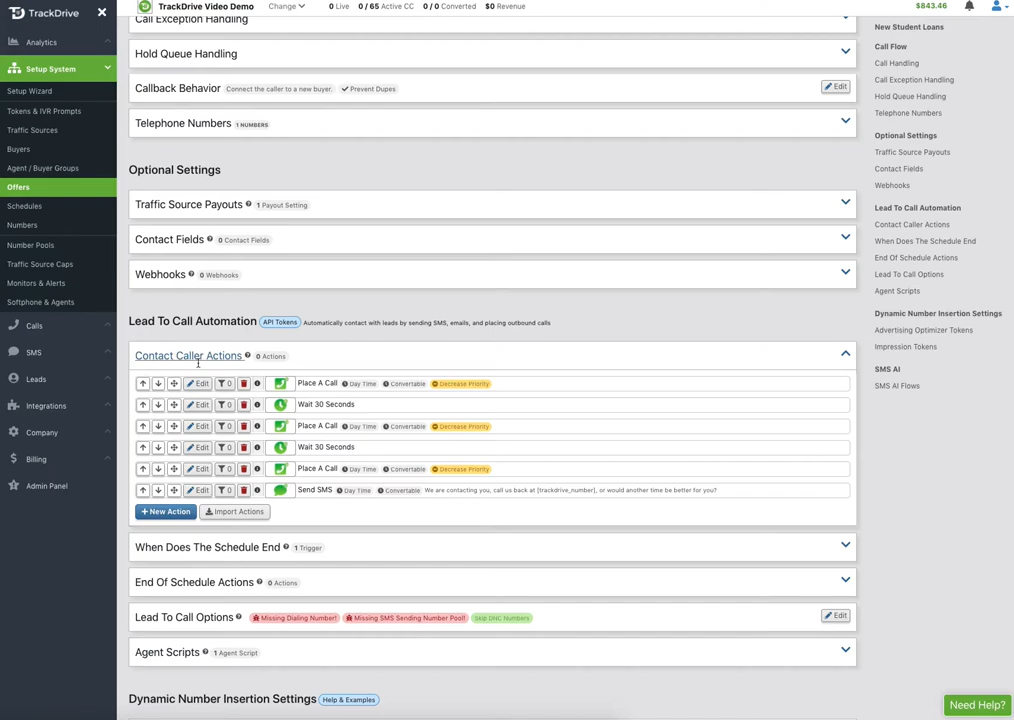 TrackDrive
TrackDrive Video Demo Change 0 Live 0 / 65 Active CC 0 / 0 Converted $0 Revenue $843.46
Analytics
Setup System
Setup Wizard
Tokens & IVR Prompts
Traffic Sources
Buyers
Agent / Buyer Groups
Offers
Schedules
Numbers
Number Pools
Traffic Source Caps
Monitors & Alerts
Softphone & Agents
Calls
SMS
Leads
Integrations
Company
Billing
Admin Panel
Call Exception Handling
Hold Queue Handling
Callback Behavior Connect the caller to a new buyer. Prevent Dupes Edit
Telephone Numbers 1 NUMBERS
Optional Settings
Traffic Source Payouts 1 Payout Setting
Contact Fields 0 Contact Fields
Webhooks 0 Webhooks
Lead To Call Automation API Tokens Automatically contact with leads by sending SMS, emails, and placing outbound calls
Contact Caller Actions 0 Actions
Edit 0 Place A Call Day Time Convertable Decrease Priority
Edit 0 Wait 30 Seconds
Edit 0 Place A Call Day Time Convertable Decrease Priority
Edit 0 Wait 30 Seconds
Edit 0 Place A Call Day Time Convertable Decrease Priority
Edit 0 Send SMS Day Time Convertable We are contacting you, call us back at [trackdrive_number], or would another time be better for you?
+ New Action Import Actions
When Does The Schedule End 1 Trigger
End Of Schedule Actions 0 Actions
Lead To Call Options Missing Dialing Number! Missing SMS Sending Number Pool! Skip DNC Numbers Edit
Agent Scripts 1 Agent Script
Dynamic Number Insertion Settings Help & Examples
New Student Loans
Call Flow
Call Handling
Call Exception Handling
Hold Queue Handling
Telephone Numbers
Optional Settings
Traffic Source Payouts
Contact Fields
Webhooks
Lead To Call Automation
Contact Caller Actions
When Does The Schedule End
End Of Schedule Actions
Lead To Call Options
Agent Scripts
Dynamic Number Insertion Settings
Advertising Optimizer Tokens
Impression Tokens
SMS AI
SMS AI Flows
Need Help?